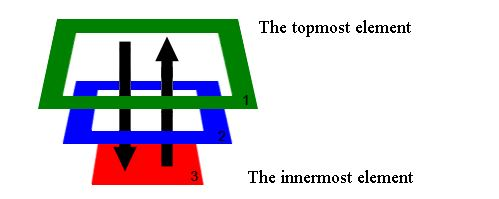 The topmost element
1
2
3
The innermost element